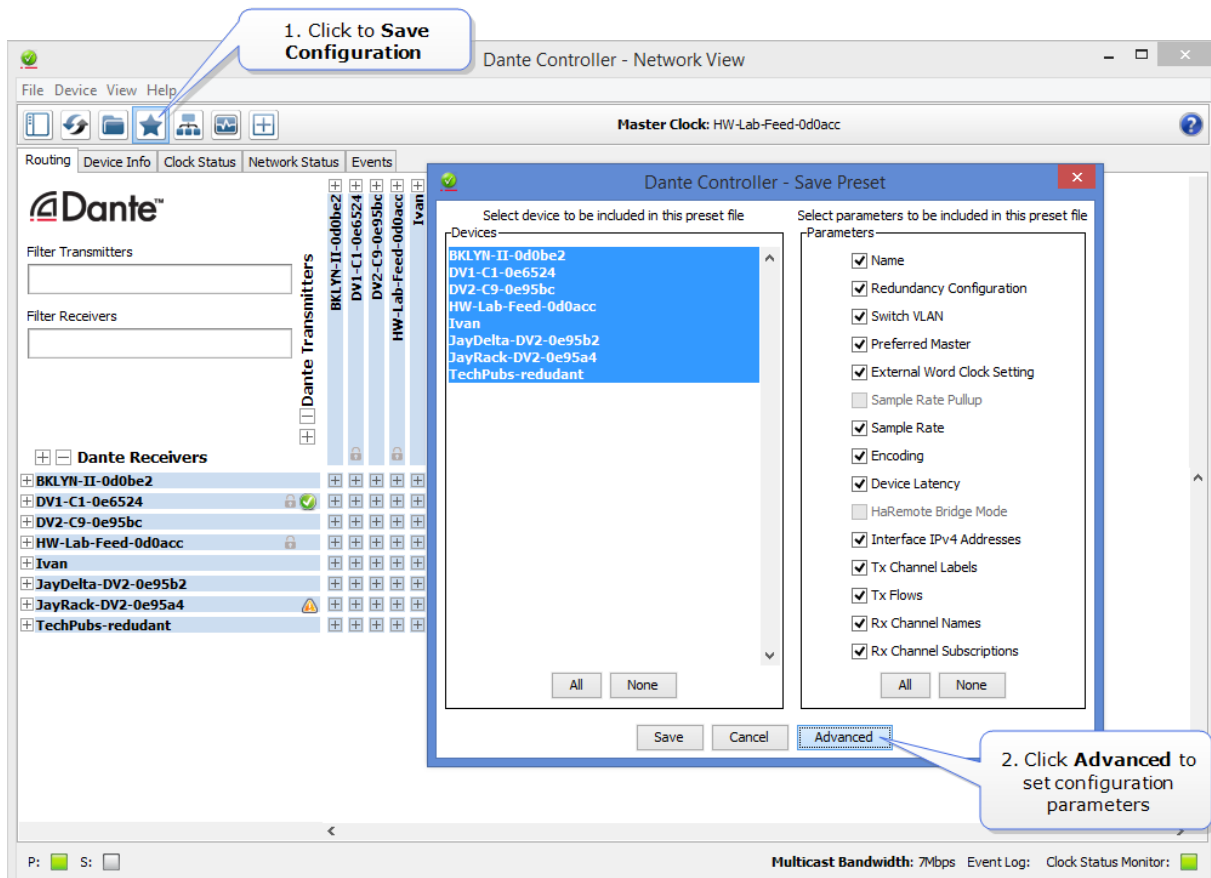 1. Click to Save
Configuration
Dante Controller - Network View
File Device View Help
Master Clock: HW-Lab-Feed-0d0acc
?
Routing Device Info Clock Status Network Status Events
Dante™
Filter Transmitters
Filter Receivers
Dante Transmitters
BKLYN-II-0d0be2
DV1-C1-0e6524
DV2-C9-0e95bc
HW-Lab-Feed-0d0acc
Ivan
Dante Receivers
BKLYN-II-0d0be2
DV1-C1-0e6524
DV2-C9-0e95bc
HW-Lab-Feed-0d0acc
Ivan
JayDelta-DV2-0e95b2
JayRack-DV2-0e95a4
TechPubs-redudant
Dante Controller - Save Preset
Select device to be included in this preset file
Devices
BKLYN-II-0d0be2
DV1-C1-0e6524
DV2-C9-0e95bc
HW-Lab-Feed-0d0acc
Ivan
JayDelta-DV2-0e95b2
JayRack-DV2-0e95a4
TechPubs-redudant
All None
Select parameters to be included in this preset file
Parameters
Name
Redundancy Configuration
Switch VLAN
Preferred Master
External Word Clock Setting
Sample Rate Pullup
Sample Rate
Encoding
Device Latency
HaRemote Bridge Mode
Interface IPv4 Addresses
Tx Channel Labels
Tx Flows
Rx Channel Names
Rx Channel Subscriptions
All None
Save Cancel Advanced
2. Click Advanced to
set configuration
parameters
P: S:
Multicast Bandwidth: 7Mbps Event Log: Clock Status Monitor: